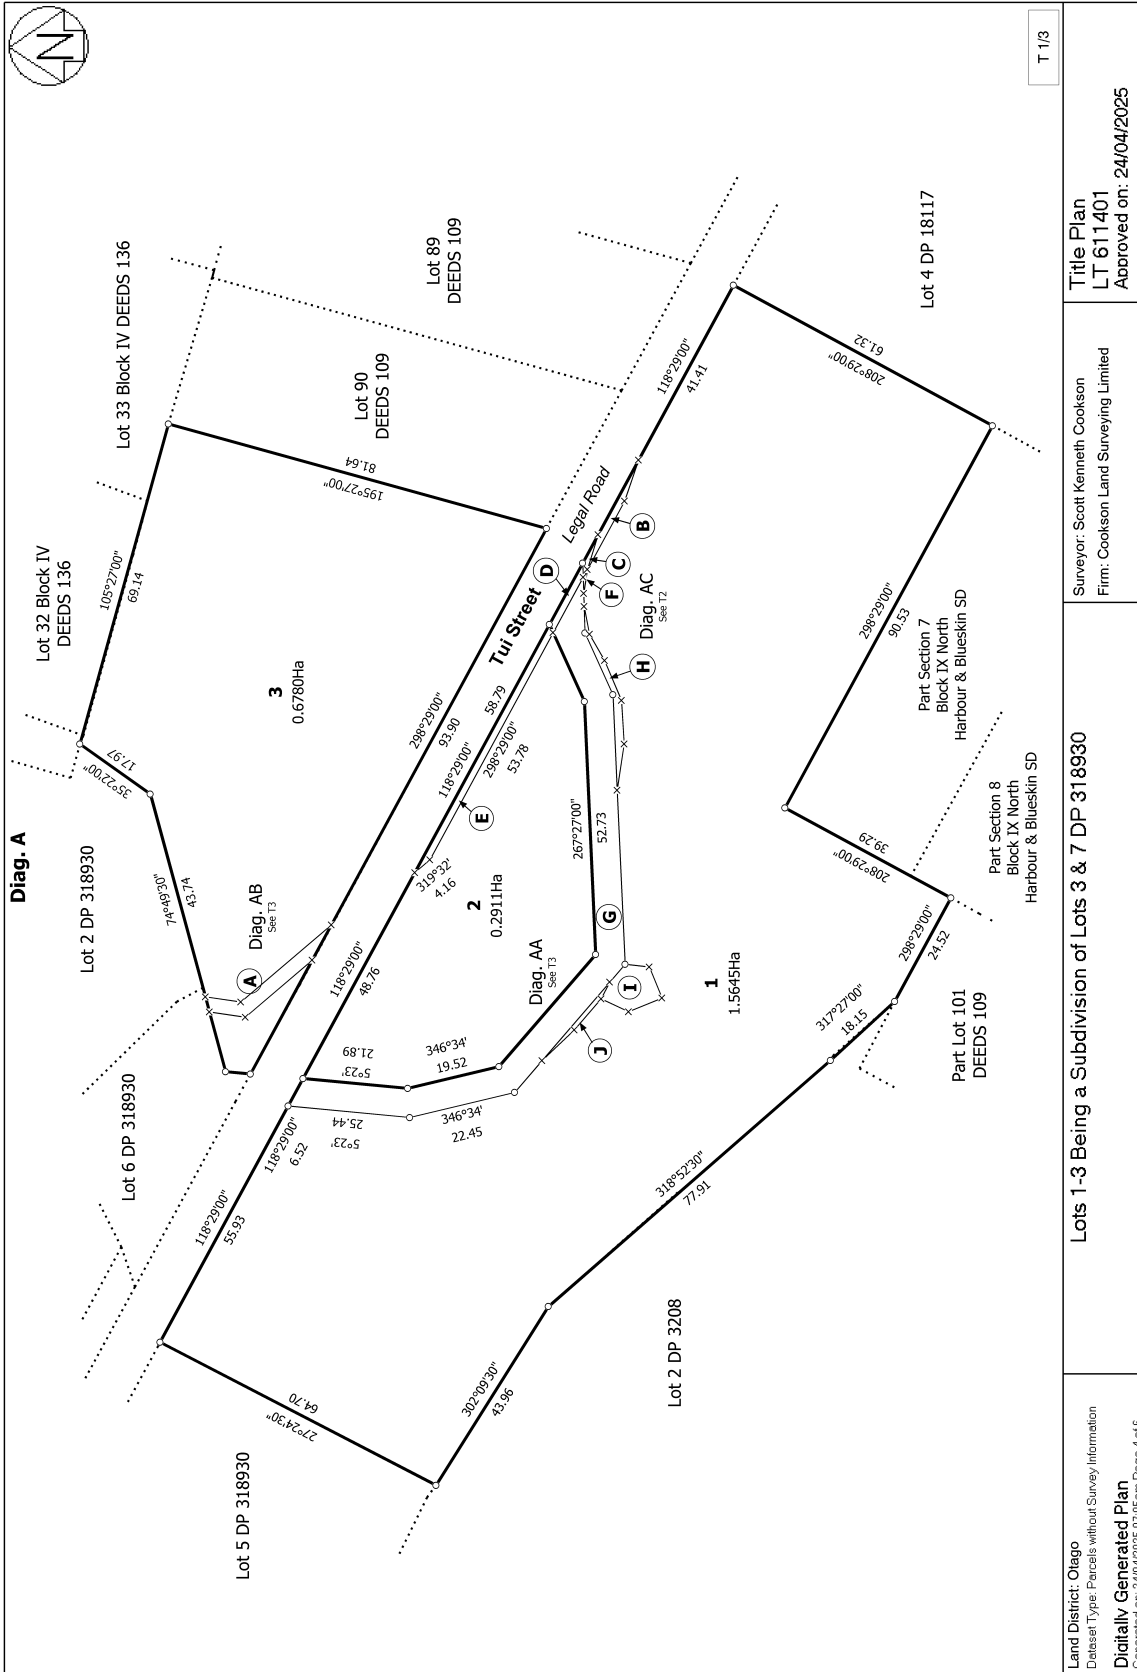 Diag. A
N
T 1/3
Lot 33 Block IV DEEDS 136
Lot 32 Block IV
DEEDS 136
Lot 89
DEEDS 109
Lot 90
DEEDS 109
Lot 4 DP 18117
Lot 2 DP 318930
Lot 6 DP 318930
Lot 5 DP 318930
Lot 2 DP 3208
Part Lot 101
DEEDS 109
Part Section 8
Block IX North
Harbour & Blueskin SD
Part Section 7
Block IX North
Harbour & Blueskin SD
105°27'00"
69.14
195°27'00"
81.64
35°22'00"
17.97
74°49'30"
43.74
298°29'00"
93.90
3
0.6780Ha
Diag. AB
See T3
A
Tui Street
Legal Road
118°29'00"
41.41
208°29'00"
61.32
298°29'00"
90.53
208°29'00"
39.29
298°29'00"
24.52
317°27'00"
18.15
318°52'30"
77.91
302°09'30"
43.96
27°24'30"
64.70
118°29'00"
55.93
118°29'00"
6.52
118°29'00"
48.76
118°29'00"
58.79
298°29'00"
53.78
319°32'
4.16
2
0.2911Ha
267°27'00"
52.73
5°23'
21.89
5°23'
25.44
346°34'
19.52
346°34'
22.45
Diag. AA
See T3
Diag. AC
See T2
B
C
D
E
F
G
H
I
J
1
1.5645Ha
Land District: Otago
Dataset Type: Parcels without Survey Information
Digitally Generated Plan
Lots 1-3 Being a Subdivision of Lots 3 & 7 DP 318930
Surveyor: Scott Kenneth Cookson
Firm: Cookson Land Surveying Limited
Title Plan
LT 611401
Approved on: 24/04/2025